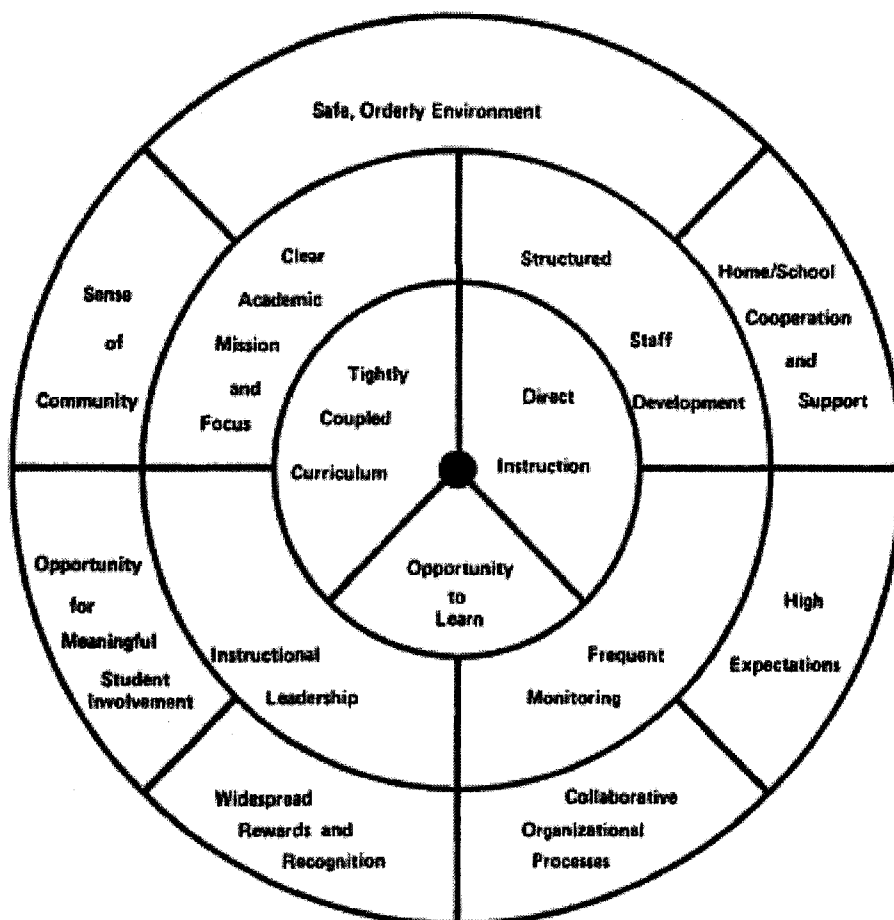 Safe, Orderly Environment
Sense
of
Community
Home/School
Cooperation
and
Support
Clear
Academic
Mission
and
Focus
Structured
Staff
Development
Tightly
Coupled
Curriculum
Direct
Instruction
Opportunity
to
Learn
Opportunity
for
Meaningful
Student
Involvement
Instructional
Leadership
Frequent
Monitoring
High
Expectations
Widespread
Rewards and
Recognition
Collaborative
Organizational
Processes